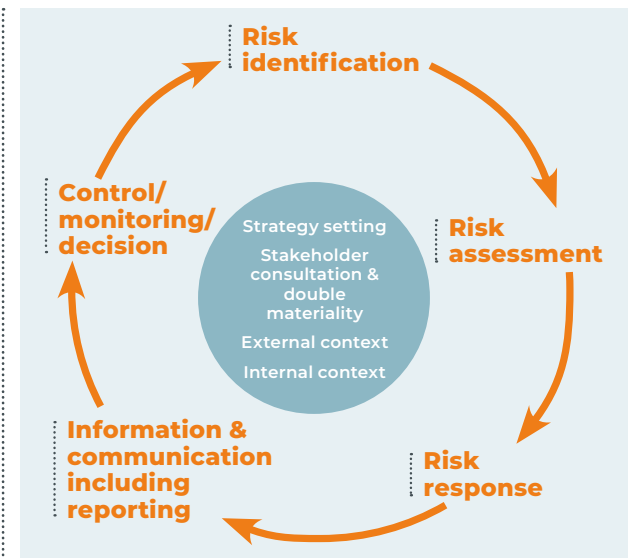 Risk
identification
Control/
monitoring/
decision
Strategy setting
Stakeholder
consultation &
double
materiality
External context
Internal context
Risk
assessment
Information &
communication
including
reporting
Risk
response